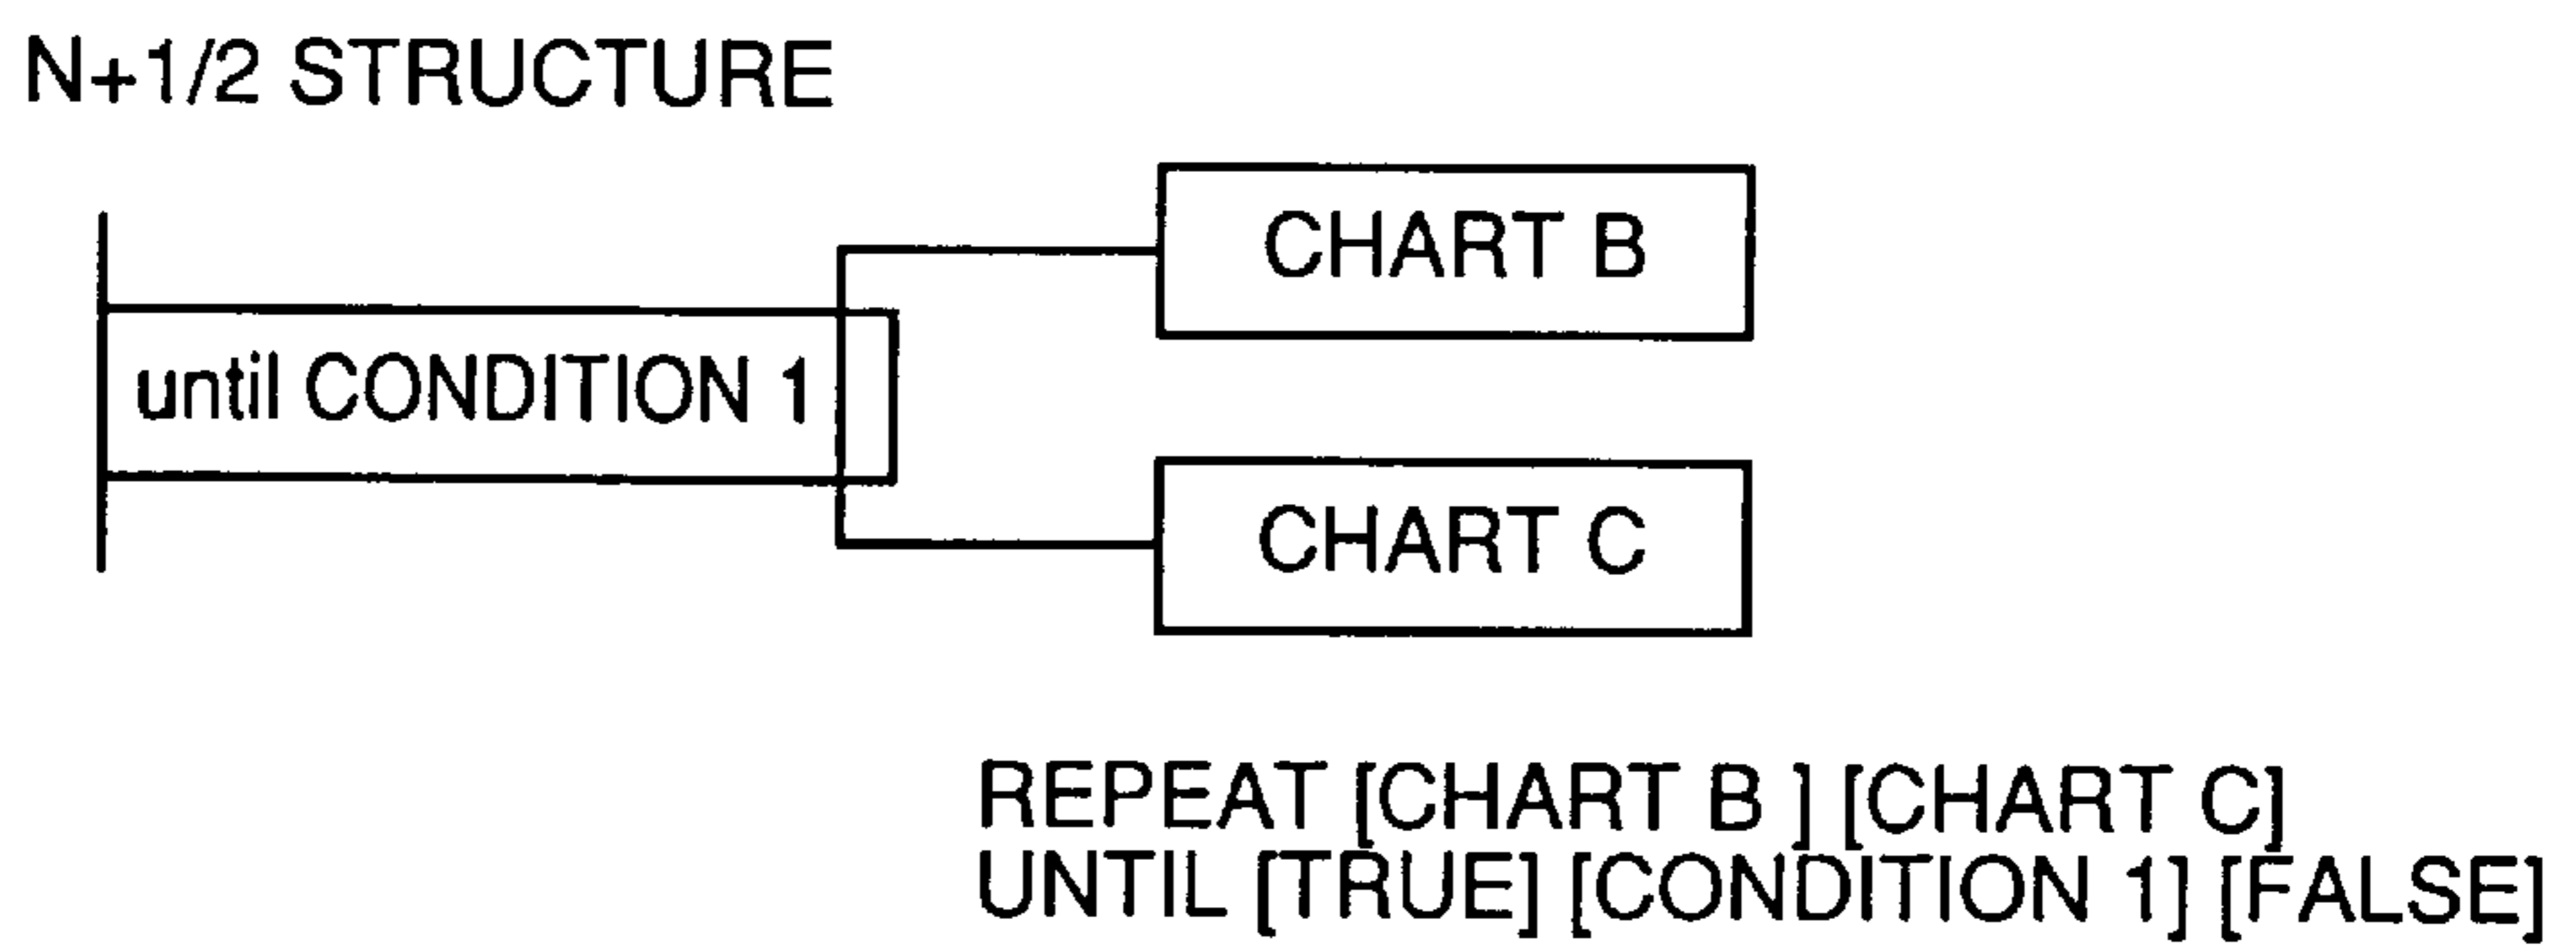 N+1/2 STRUCTURE
CHART B
until CONDITION 1
CHART C
REPEAT [CHART B ] [CHART C]
UNTIL [TRUE] [CONDITION 1] [FALSE]